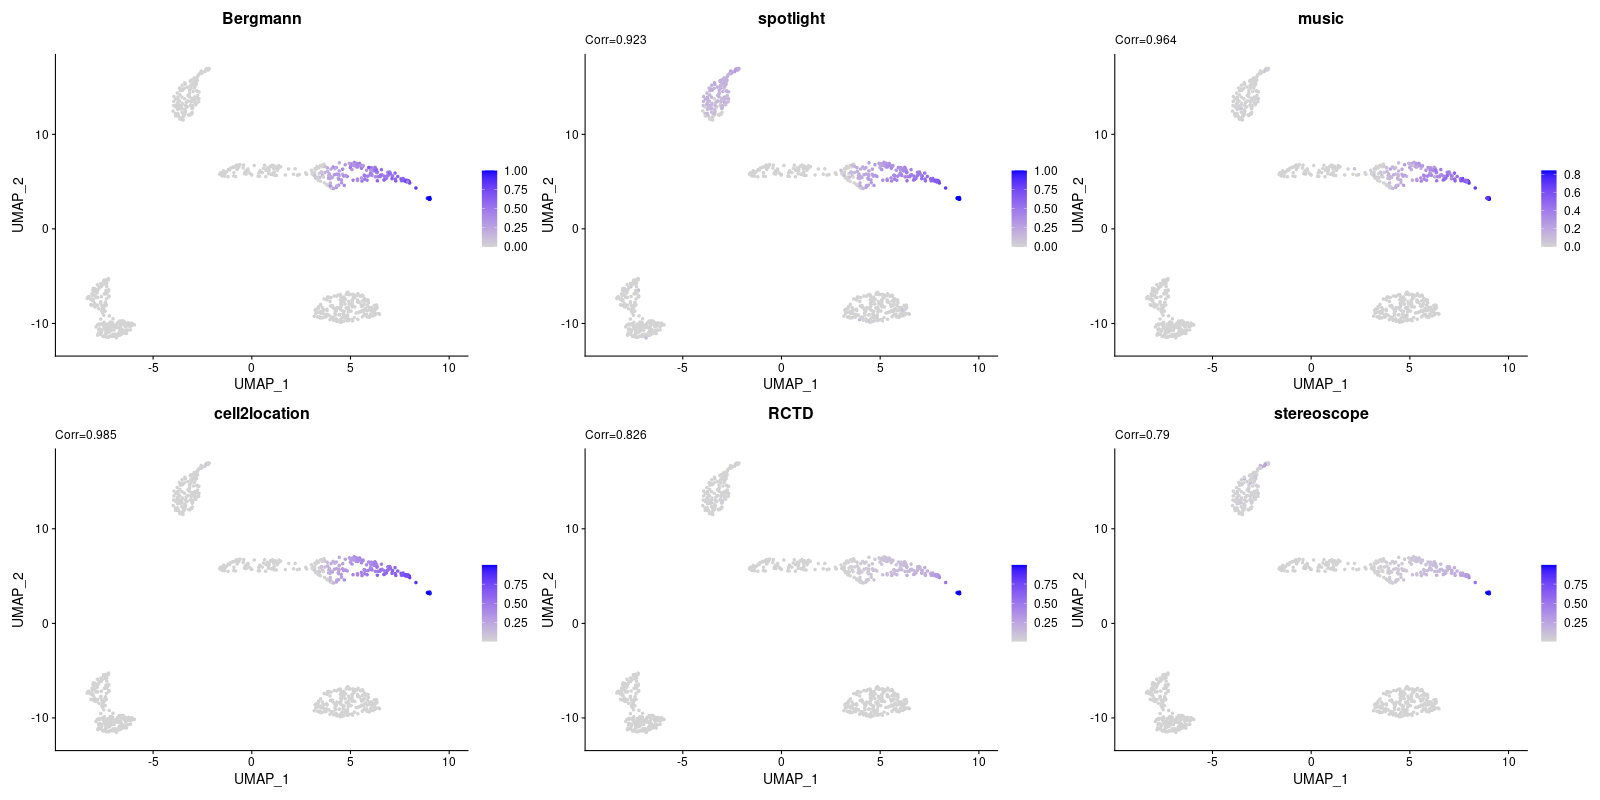 Bergmann
UMAP_2
10
0
-10
-5
0
5
10
UMAP_1
1.00
0.75
0.50
0.25
0.00
spotlight
Corr=0.923
UMAP_2
10
0
-10
-5
0
5
10
UMAP_1
1.00
0.75
0.50
0.25
0.00
music
Corr=0.964
UMAP_2
10
0
-10
-5
0
5
10
UMAP_1
0.8
0.6
0.4
0.2
0.0
cell2location
Corr=0.985
UMAP_2
10
0
-10
-5
0
5
10
UMAP_1
0.75
0.50
0.25
RCTD
Corr=0.826
UMAP_2
10
0
-10
-5
0
5
10
UMAP_1
0.75
0.50
0.25
stereoscope
Corr=0.79
UMAP_2
10
0
-10
-5
0
5
10
UMAP_1
0.75
0.50
0.25